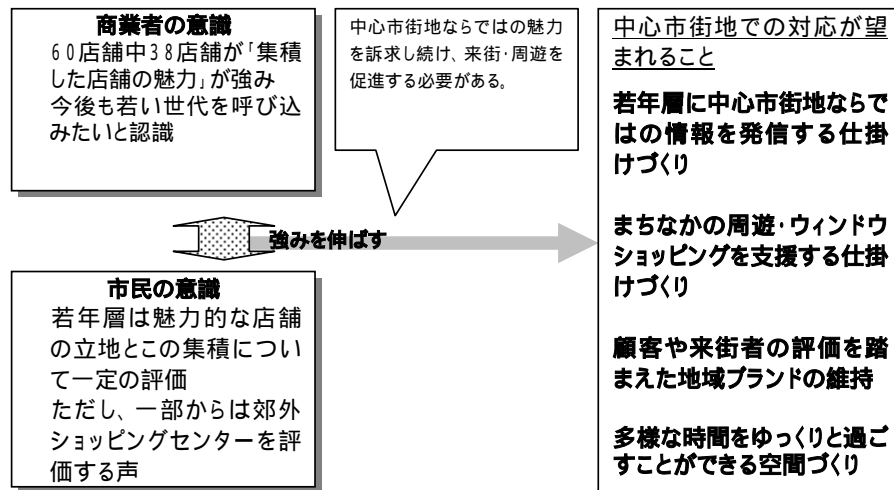 商業者の意識
60店舗中38店舗が「集積
した店舗の魅力」が強み
今後も若い世代を呼び込
みたいと認識
中心市街地ならではの魅力
を訴求し続け、来街・周遊を
促進する必要がある。
強みを伸ばす
市民の意識
若年層は魅力的な店舗
の立地とこの集積につい
て一定の評価
ただし、一部からは郊外
ショッピングセンターを評
価する声
中心市街地での対応が望
まれること
若年層に中心市街地ならで
はの情報を発信する仕掛
けづくり
まちなかの周遊・ウィンドウ
ショッピングを支援する仕掛
けづくり
顧客や来街者の評価を踏
まえた地域ブランドの維持
多様な時間をゆっくりと過ご
すことができる空間づくり